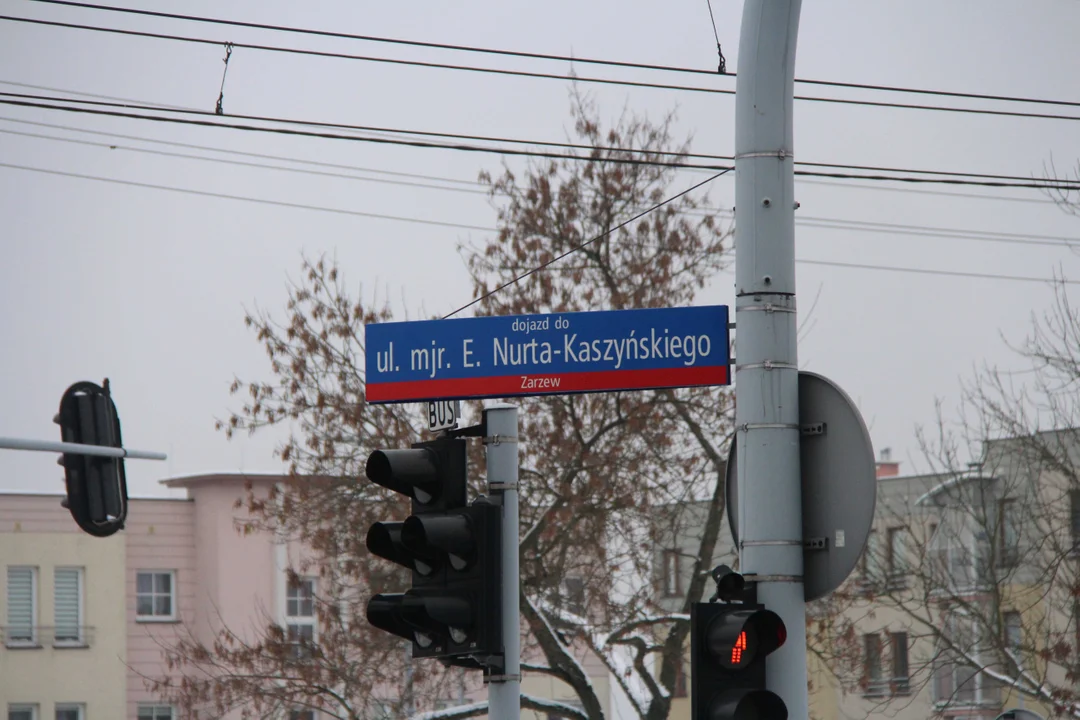 dojazd do
ul. mjr. E. Nurta-Kaszyńskiego
Zarzew
BUS